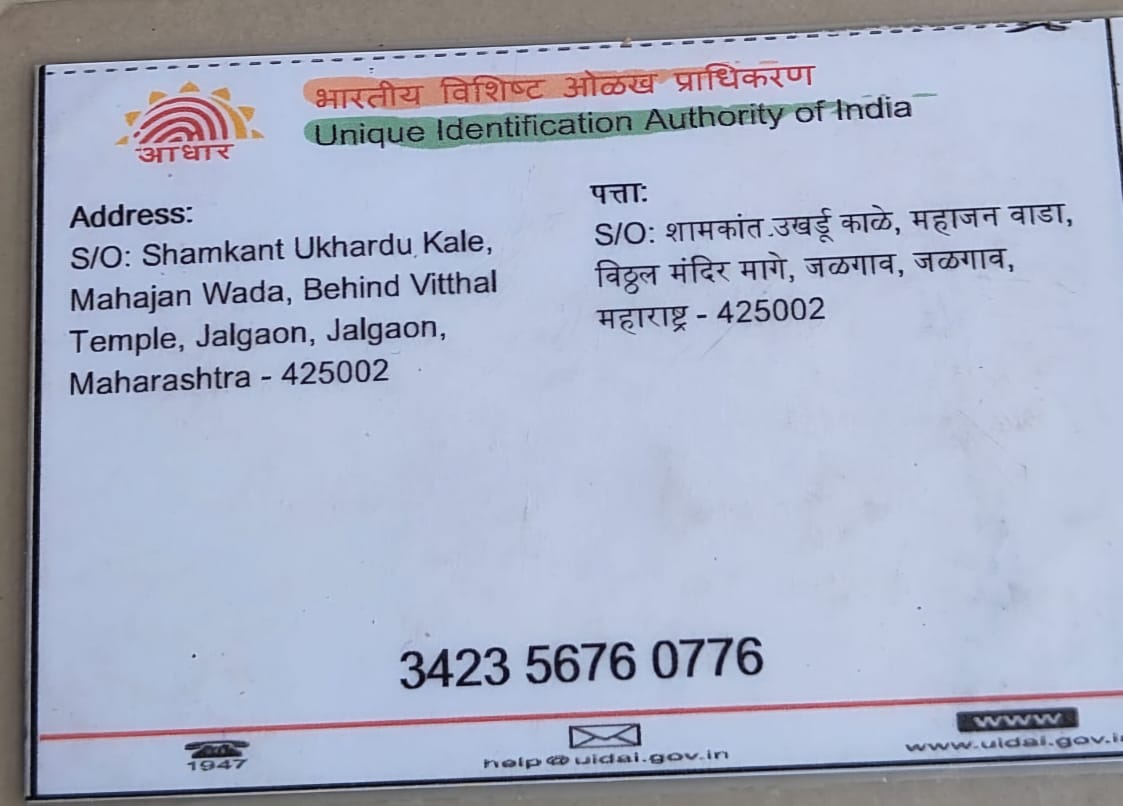 भारतीय विशिष्ट ओळख प्राधिकरण
Unique Identification Authority of India
आधार
Address:
S/O: Shamkant Ukhardu Kale,
Mahajan Wada, Behind Vitthal
Temple, Jalgaon, Jalgaon,
Maharashtra - 425002
पत्ता:
S/O: शामकांत उखर्डू काळे, महाजन वाडा,
विठ्ठल मंदिर मागे, जळगाव, जळगाव,
महाराष्ट्र - 425002
3423 5676 0776
1947
help@uidai.gov.in
www
www.uidai.gov.in